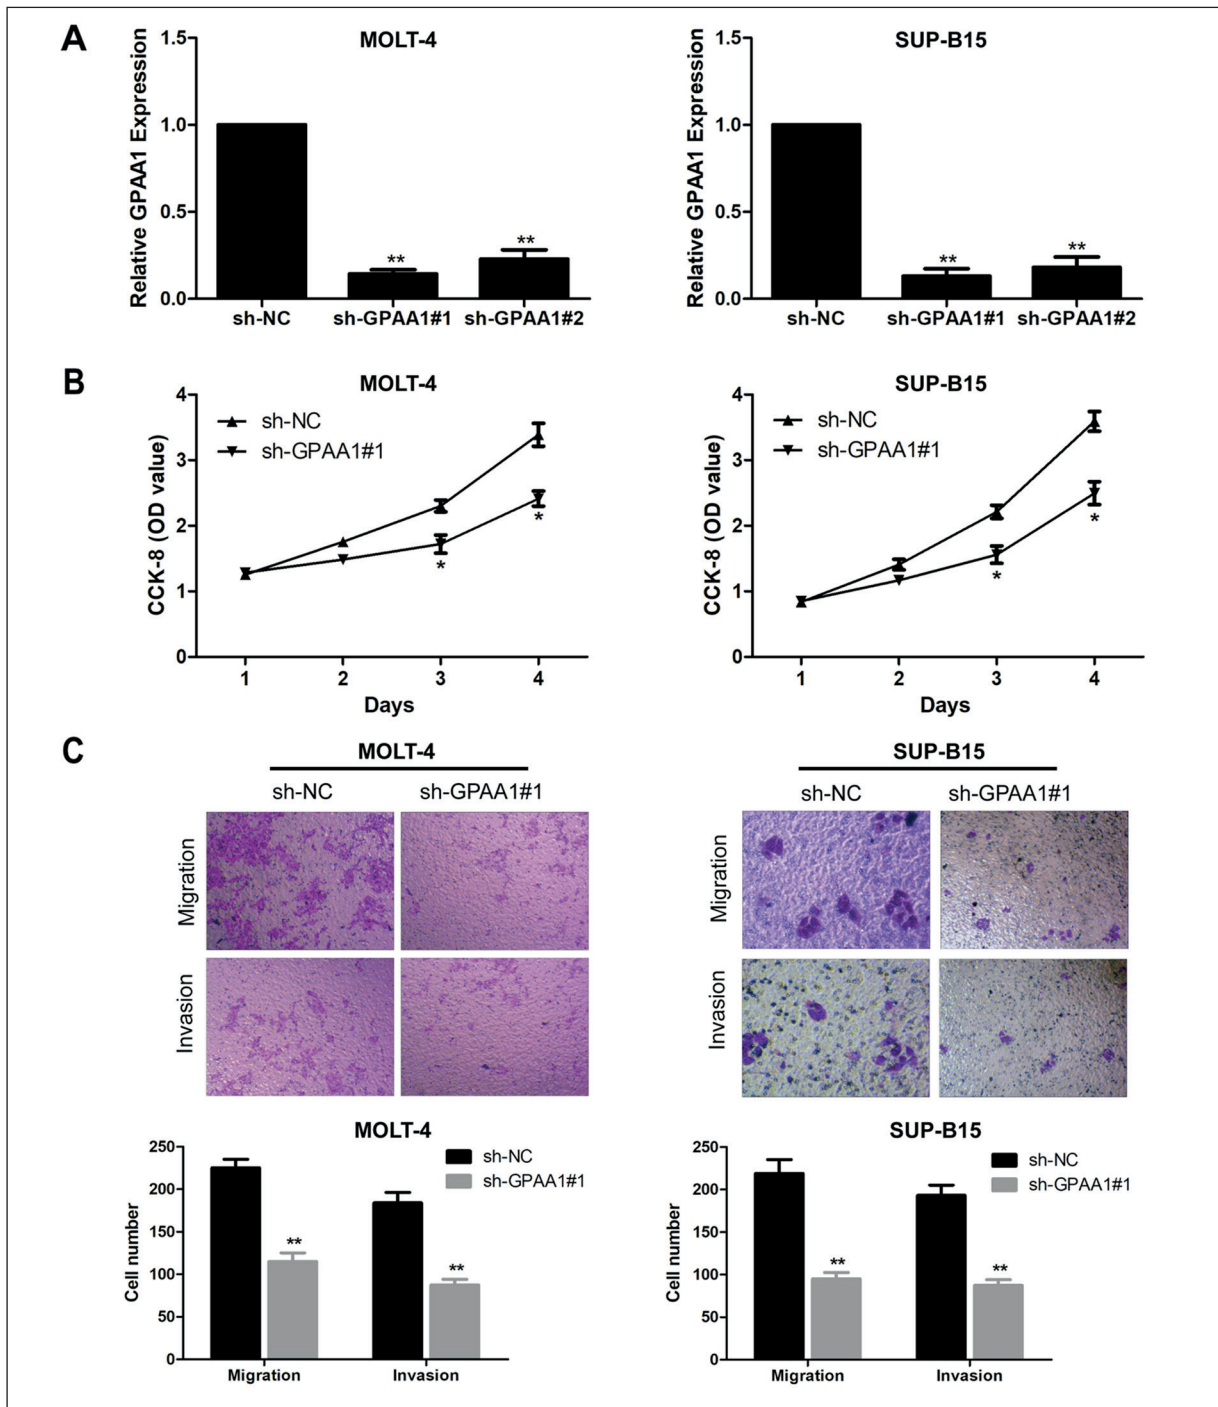 A
MOLT-4
Relative GPAA1 Expression
1.5
1.0
0.5
0.0
**
**
sh-NC
sh-GPAA1#1
sh-GPAA1#2
SUP-B15
Relative GPAA1 Expression
1.5
1.0
0.5
0.0
**
**
sh-NC
sh-GPAA1#1
sh-GPAA1#2
B
MOLT-4
CCK-8 (OD value)
4
3
2
1
0
sh-NC
sh-GPAA1#1
*
*
1 2 3 4
Days
SUP-B15
CCK-8 (OD value)
4
3
2
1
0
sh-NC
sh-GPAA1#1
*
*
1 2 3 4
Days
C
MOLT-4
sh-NC
sh-GPAA1#1
Migration
Invasion
SUP-B15
sh-NC
sh-GPAA1#1
Migration
Invasion
MOLT-4
Cell number
250
200
150
100
50
0
sh-NC
sh-GPAA1#1
**
**
Migration
Invasion
SUP-B15
Cell number
250
200
150
100
50
0
sh-NC
sh-GPAA1#1
**
**
Migration
Invasion